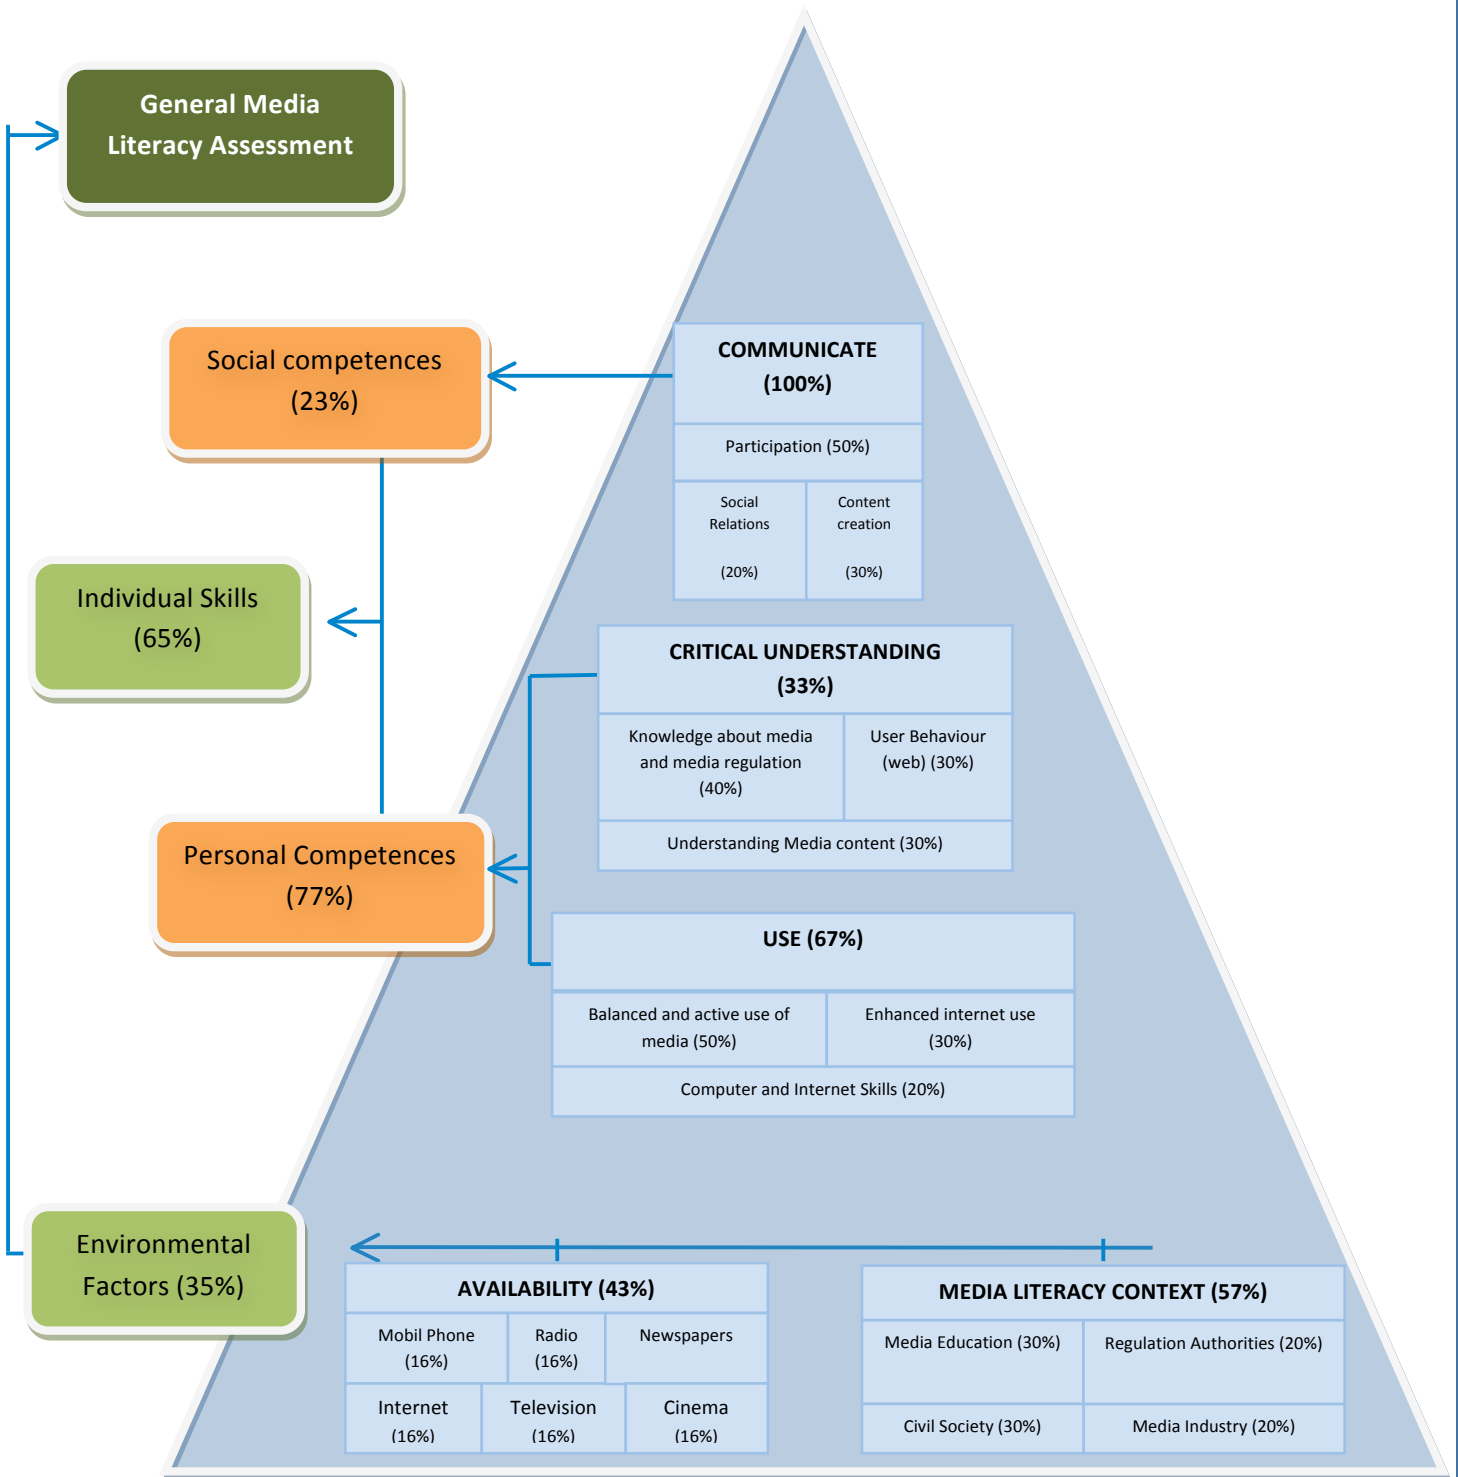 General Media
Literacy Assessment
Social competences
(23%)
COMMUNICATE
(100%)
Participation (50%)
Social
Relations
(20%)
Content
creation
(30%)
Individual Skills
(65%)
CRITICAL UNDERSTANDING
(33%)
Knowledge about media
and media regulation
(40%)
User Behaviour
(web) (30%)
Understanding Media content (30%)
Personal Competences
(77%)
USE (67%)
Balanced and active use of
media (50%)
Enhanced internet use
(30%)
Computer and Internet Skills (20%)
Environmental
Factors (35%)
AVAILABILITY (43%)
Mobil Phone
(16%)
Radio
(16%)
Newspapers
Internet
(16%)
Television
(16%)
Cinema
(16%)
MEDIA LITERACY CONTEXT (57%)
Media Education (30%)
Regulation Authorities (20%)
Civil Society (30%)
Media Industry (20%)